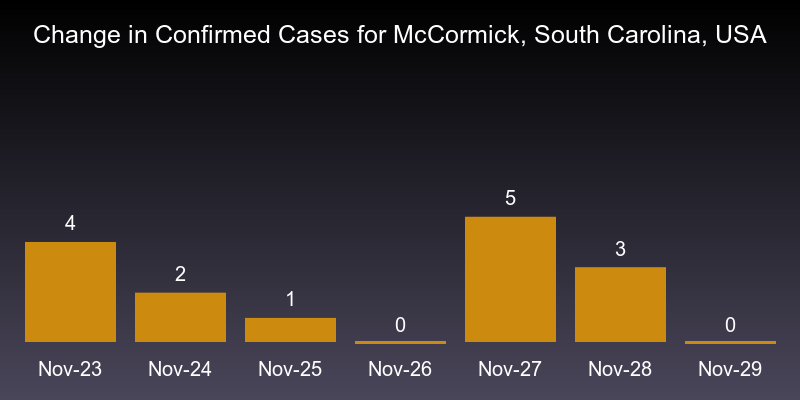 Change in Confirmed Cases for McCormick, South Carolina, USA
4
2
1
0
5
3
0
Nov-23
Nov-24
Nov-25
Nov-26
Nov-27
Nov-28
Nov-29